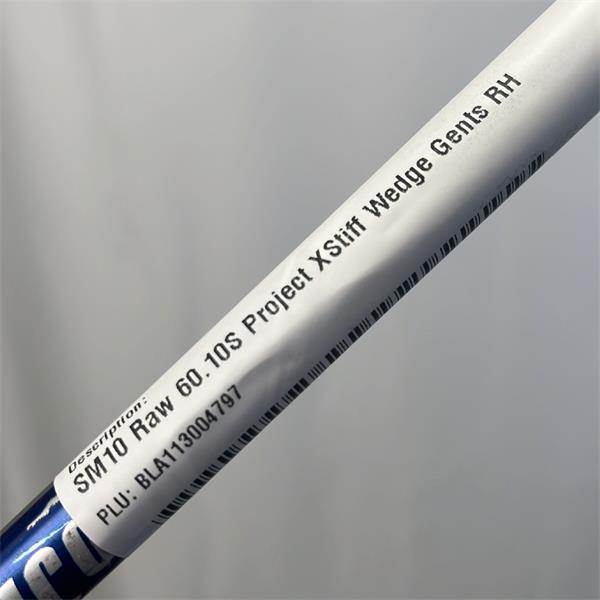 Description:
SM10 Raw 60.10S Project XStiff Wedge Gents RH
PLU: BLA113004797